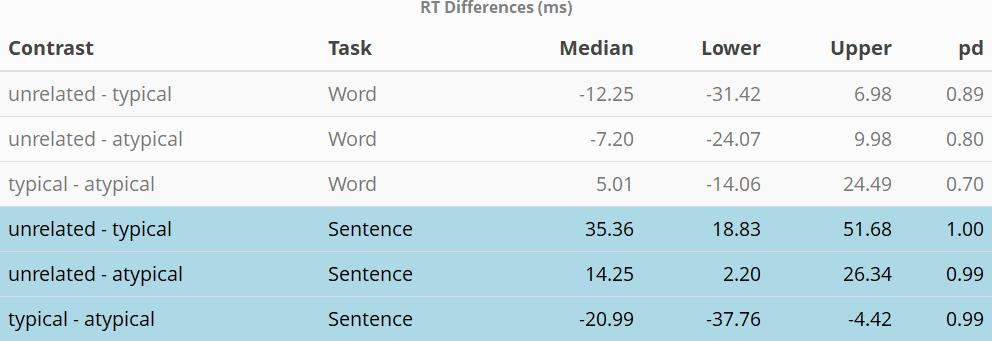 RT Differences (ms)
Contrast Task Median Lower Upper pd
unrelated - typical Word -12.25 -31.42 6.98 0.89
unrelated - atypical Word -7.20 -24.07 9.98 0.80
typical - atypical Word 5.01 -14.06 24.49 0.70
unrelated - typical Sentence 35.36 18.83 51.68 1.00
unrelated - atypical Sentence 14.25 2.20 26.34 0.99
typical - atypical Sentence -20.99 -37.76 -4.42 0.99